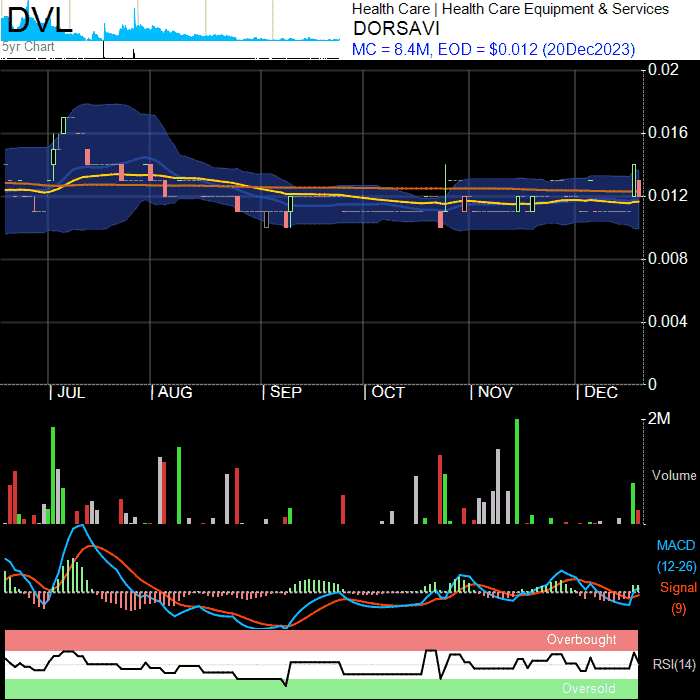 DVL
5yr Chart
Health Care | Health Care Equipment & Services
DORSAVI
MC = 8.4M, EOD = $0.012 (20Dec2023)
0.02
0.016
0.012
0.008
0.004
0
| JUL | AUG | SEP | OCT | NOV | DEC
2M
Volume
MACD
(12-26)
Signal
(9)
Overbought
RSI(14)
Oversold